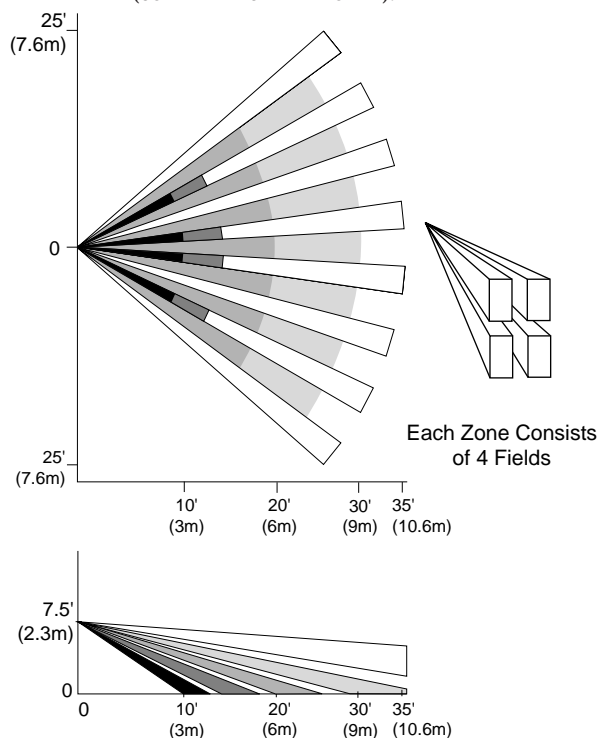 25'
(7.6m)
0
25'
(7.6m)
10' 20' 30' 35'
(3m) (6m) (9m) (10.6m)
Each Zone Consists
of 4 Fields
7.5'
(2.3m)
0
0 10' 20' 30' 35'
(3m) (6m) (9m) (10.6m)